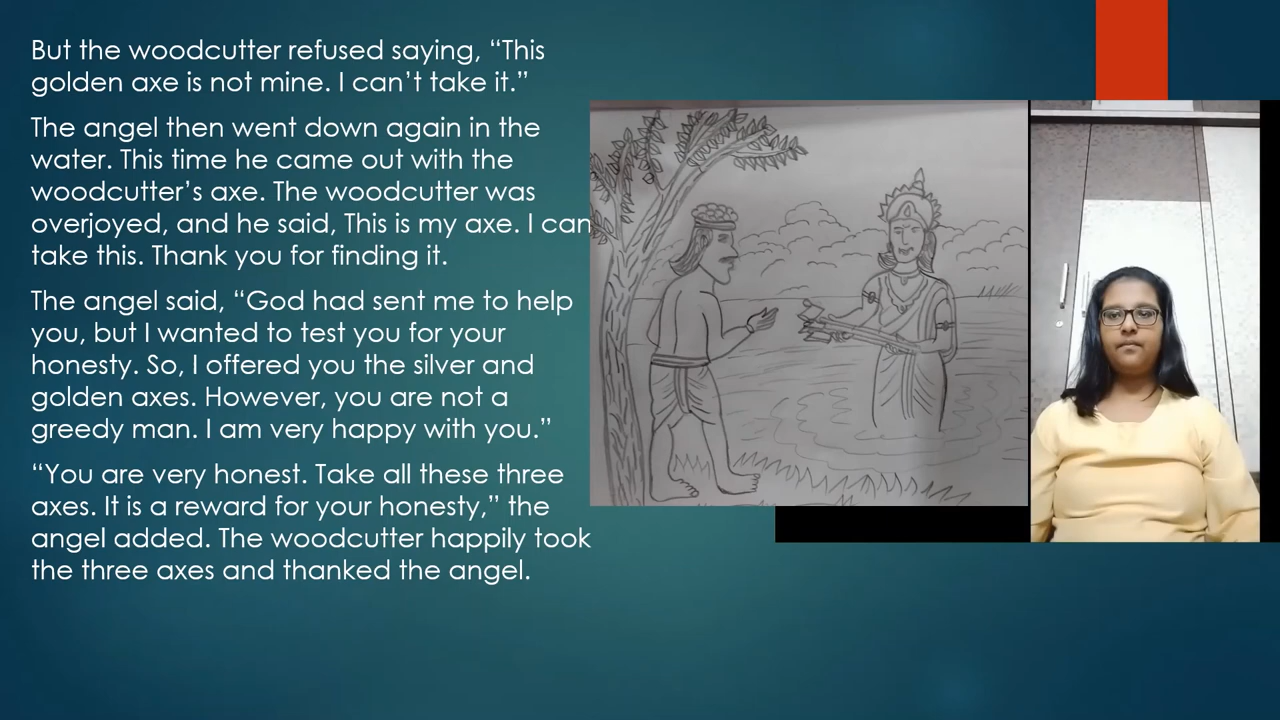 But the woodcutter refused saying, “This
golden axe is not mine. I can’t take it.”
The angel then went down again in the
water. This time he came out with the
woodcutter’s axe. The woodcutter was
overjoyed, and he said, This is my axe. I can
take this. Thank you for finding it.
The angel said, “God had sent me to help
you, but I wanted to test you for your
honesty. So, I offered you the silver and
golden axes. However, you are not a
greedy man. I am very happy with you.”
“You are very honest. Take all these three
axes. It is a reward for your honesty,” the
angel added. The woodcutter happily took
the three axes and thanked the angel.